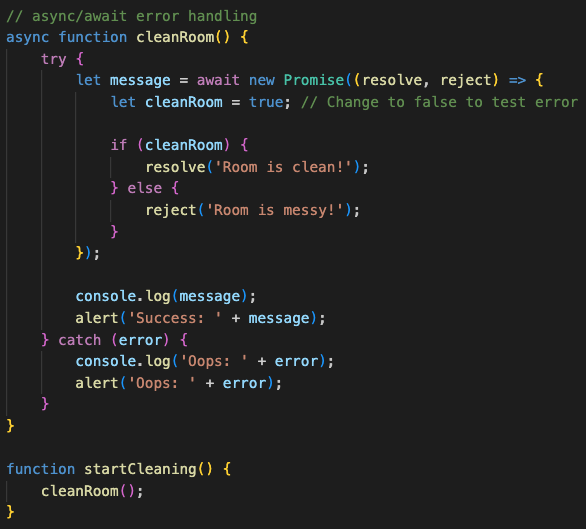 // async/await error handling
async function cleanRoom() {
    try {
        let message = await new Promise((resolve, reject) => {
            let cleanRoom = true; // Change to false to test error

            if (cleanRoom) {
                resolve('Room is clean!');
            } else {
                reject('Room is messy!');
            }
        });

        console.log(message);
        alert('Success: ' + message);
    } catch (error) {
        console.log('Oops: ' + error);
        alert('Oops: ' + error);
    }
}

function startCleaning() {
    cleanRoom();
}